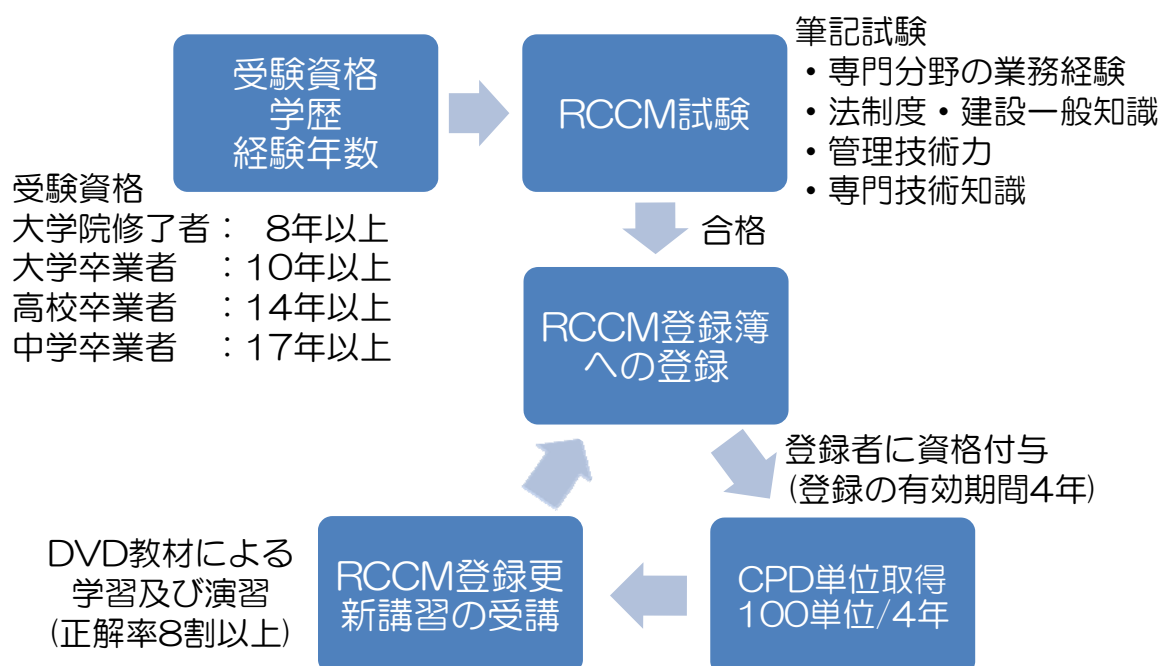 受験資格
学歴
経験年数
RCCM試験
筆記試験
・専門分野の業務経験
・法制度・建設一般知識
・管理技術力
・専門技術知識
受験資格
大学院修了者： 8年以上
大学卒業者 ：10年以上
高校卒業者 ：14年以上
中学卒業者 ：17年以上
合格
RCCM登録簿
への登録
登録者に資格付与
(登録の有効期間4年)
CPD単位取得
100単位/4年
RCCM登録更
新講習の受講
DVD教材による
学習及び演習
(正解率8割以上)